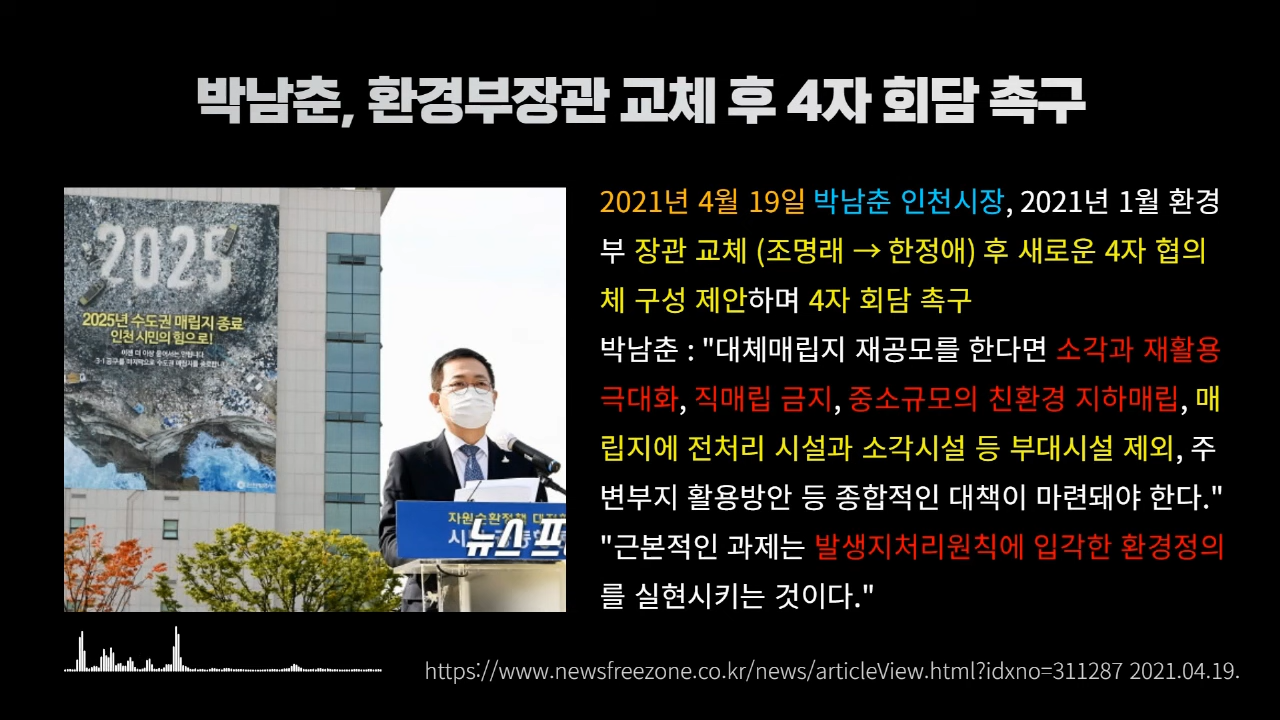 박남춘, 환경부장관 교체 후 4자 회담 촉구
2025
2025년 수도권 매립지 종료
인천 시민의 힘으로!
자원순환정책 대전환
뉴스프
2021년 4월 19일 박남춘 인천시장, 2021년 1월 환경
부 장관 교체 (조명래 → 한정애) 후 새로운 4자 협의
체 구성 제안하며 4자 회담 촉구
박남춘 : "대체매립지 재공모를 한다면 소각과 재활용
극대화, 직매립 금지, 중소규모의 친환경 지하매립, 매
립지에 전처리 시설과 소각시설 등 부대시설 제외, 주
변부지 활용방안 등 종합적인 대책이 마련돼야 한다."
"근본적인 과제는 발생지처리원칙에 입각한 환경정의
를 실현시키는 것이다."
https://www.newsfreezone.co.kr/news/articleView.html?idxno=311287 2021.04.19.